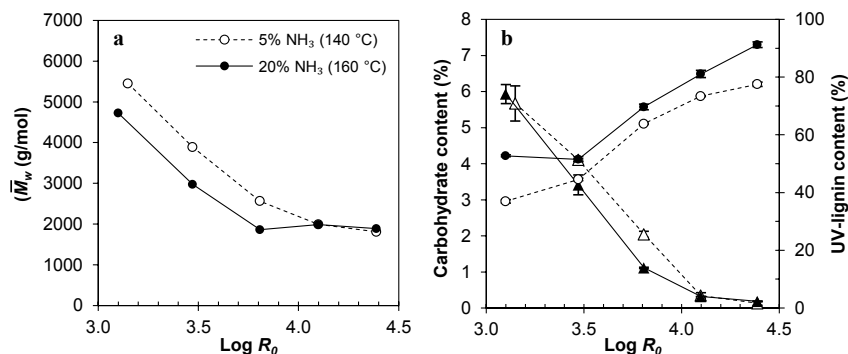 a
5% NH₃ (140 °C)
20% NH₃ (160 °C)
7000
6000
5000
4000
3000
2000
1000
0
(M̅w (g/mol)
3.0 3.5 4.0 4.5
Log R₀
b
8
7
6
5
4
3
2
1
0
Carbohydrate content (%)
100
80
60
40
20
0
UV-lignin content (%)
3.0 3.5 4.0 4.5
Log R₀